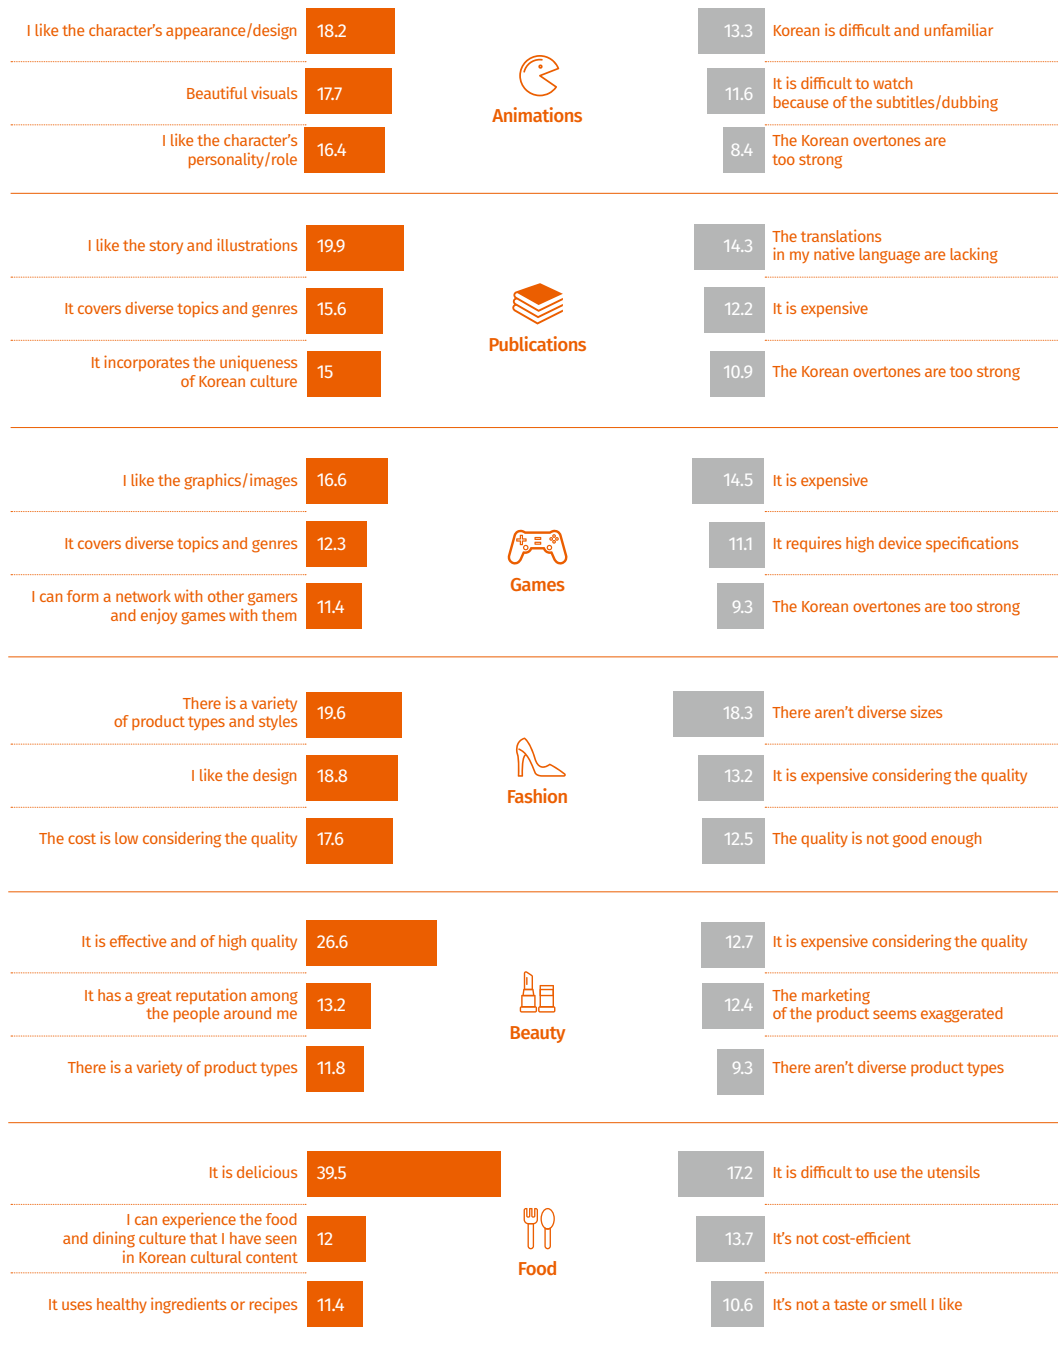 I like the character's appearance/design
18.2
13.3
Korean is difficult and unfamiliar
Beautiful visuals
17.7
11.6
It is difficult to watch
because of the subtitles/dubbing
I like the character's
personality/role
16.4
8.4
The Korean overtones are
too strong
Animations
I like the story and illustrations
19.9
14.3
The translations
in my native language are lacking
It covers diverse topics and genres
15.6
12.2
It is expensive
It incorporates the uniqueness
of Korean culture
15
10.9
The Korean overtones are too strong
Publications
I like the graphics/images
16.6
14.5
It is expensive
It covers diverse topics and genres
12.3
11.1
It requires high device specifications
I can form a network with other gamers
and enjoy games with them
11.4
9.3
The Korean overtones are too strong
Games
There is a variety
of product types and styles
19.6
18.3
There aren't diverse sizes
I like the design
18.8
13.2
It is expensive considering the quality
The cost is low considering the quality
17.6
12.5
The quality is not good enough
Fashion
It is effective and of high quality
26.6
12.7
It is expensive considering the quality
It has a great reputation among
the people around me
13.2
12.4
The marketing
of the product seems exaggerated
There is a variety of product types
11.8
9.3
There aren't diverse product types
Beauty
It is delicious
39.5
17.2
It is difficult to use the utensils
I can experience the food
and dining culture that I have seen
in Korean cultural content
12
13.7
It's not cost-efficient
It uses healthy ingredients or recipes
11.4
10.6
It's not a taste or smell I like
Food